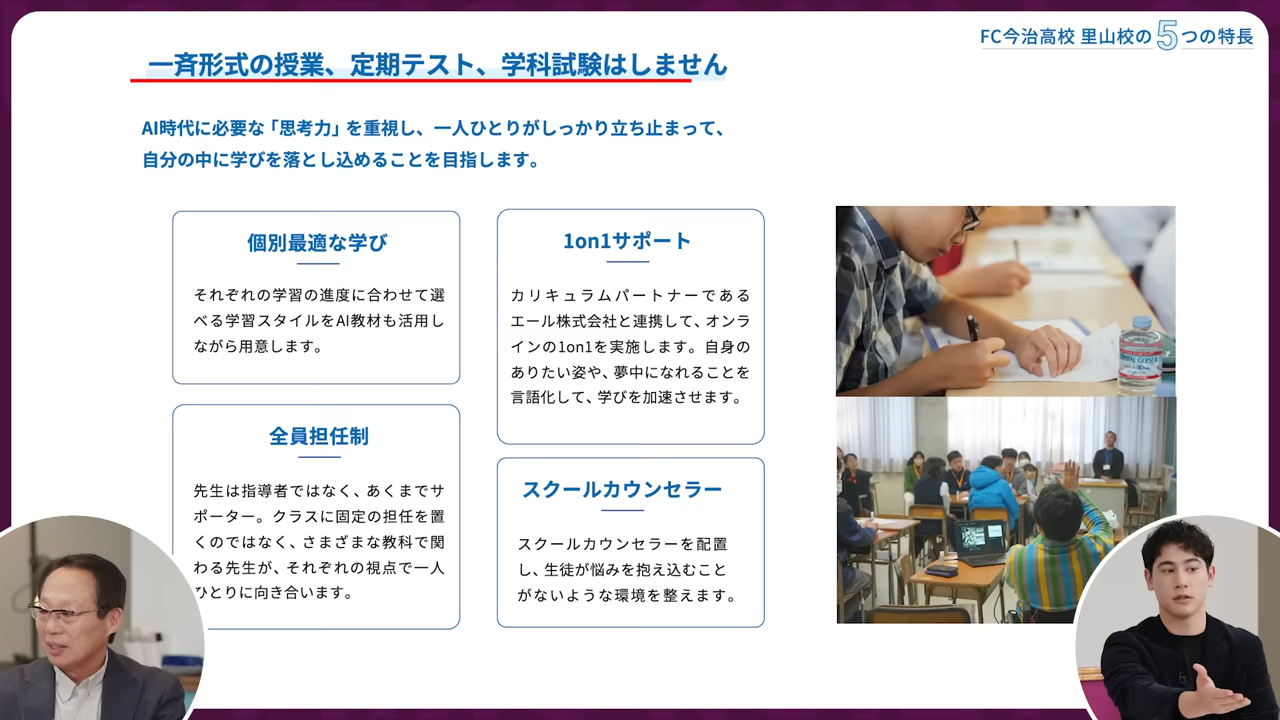 FC今治高校 里山校の5つの特長
一斉形式の授業、定期テスト、学科試験はしません
AI時代に必要な「思考力」を重視し、一人ひとりがしっかり立ち止まって、
自分の中に学びを落とし込めることを目指します。
個別最適な学び
それぞれの学習の進度に合わせて選
べる学習スタイルをAI教材も活用し
ながら用意します。
全員担任制
先生は指導者ではなく、あくまでサ
ポーター。クラスに固定の担任を置
くのではなく、さまざまな教科で関
わる先生が、それぞれの視点で一人
ひとりに向き合います。
1on1サポート
カリキュラムパートナーである
エール株式会社と連携して、オンラ
インの1on1を実施します。自身の
ありたい姿や、夢中になれることを
言語化して、学びを加速させます。
スクールカウンセラー
スクールカウンセラーを配置
し、生徒が悩みを抱え込むこと
がないような環境を整えます。